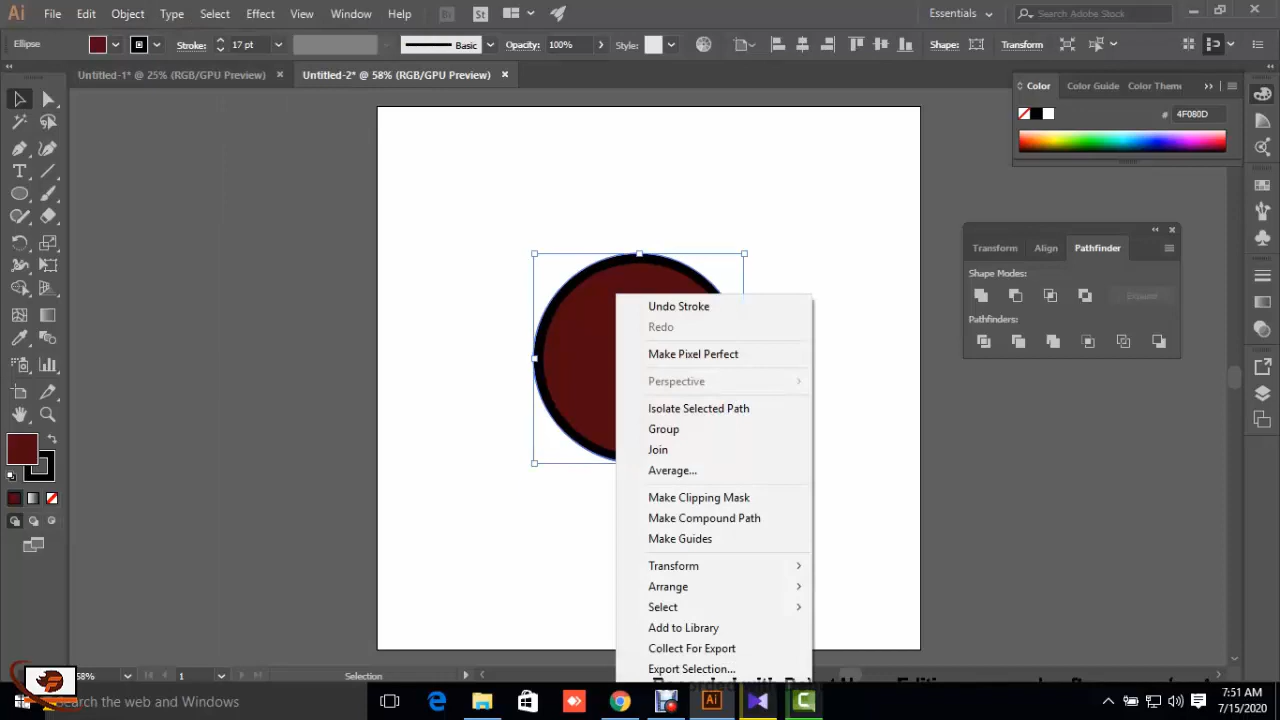 Ai File Edit Object Type Select Effect View Window Help Br St Essentials Search Adobe Stock
Ellipse Stroke: 17 pt Basic Opacity: 100% Style: Shape: Transform
Untitled-1* @ 25% (RGB/GPU Preview) × Untitled-2* @ 58% (RGB/GPU Preview) ×
Color Color Guide Color Theme
# 4F080D
Transform Align Pathfinder
Shape Modes:
Expand
Pathfinders:
Undo Stroke
Redo
Make Pixel Perfect
Perspective
Isolate Selected Path
Group
Join
Average...
Make Clipping Mask
Make Compound Path
Make Guides
Transform
Arrange
Select
Add to Library
Collect For Export
Export Selection...
58% 1 Selection
Search the web and Windows
7:51 AM
7/15/2020